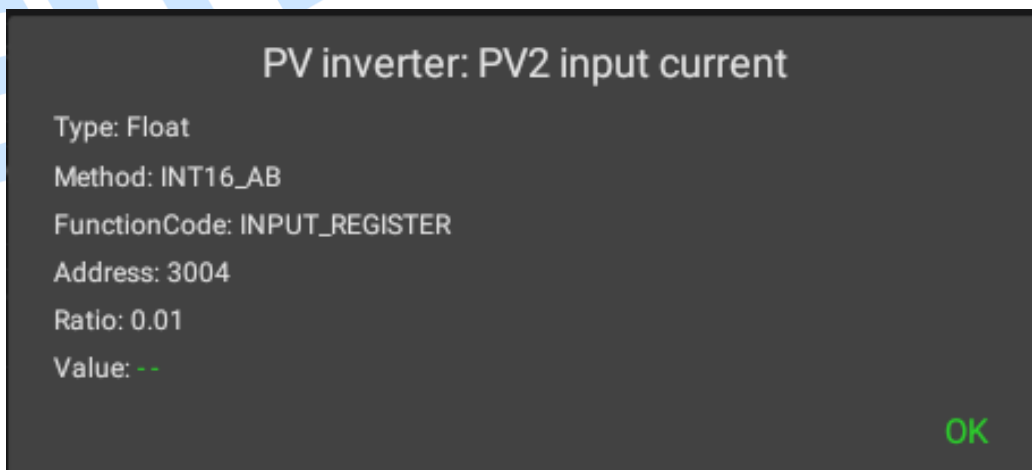 PV inverter: PV2 input current
Type: Float
Method: INT16_AB
FunctionCode: INPUT_REGISTER
Address: 3004
Ratio: 0.01
Value: --
OK